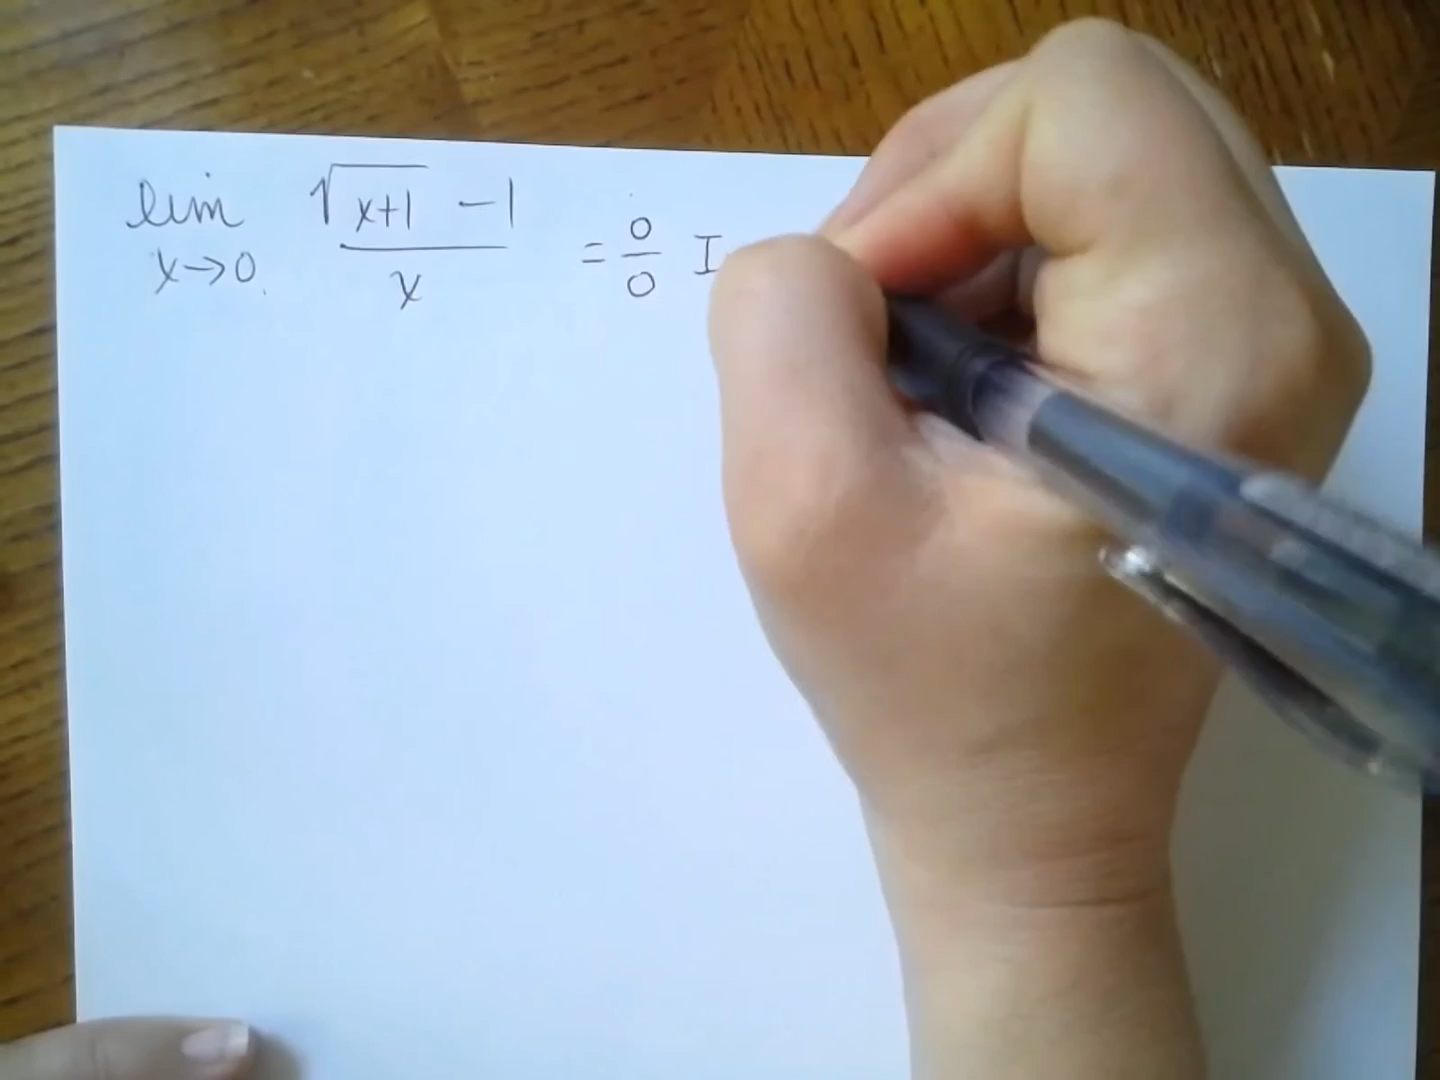 lim √(x+1) −1 / x = 0/0 I
x→0